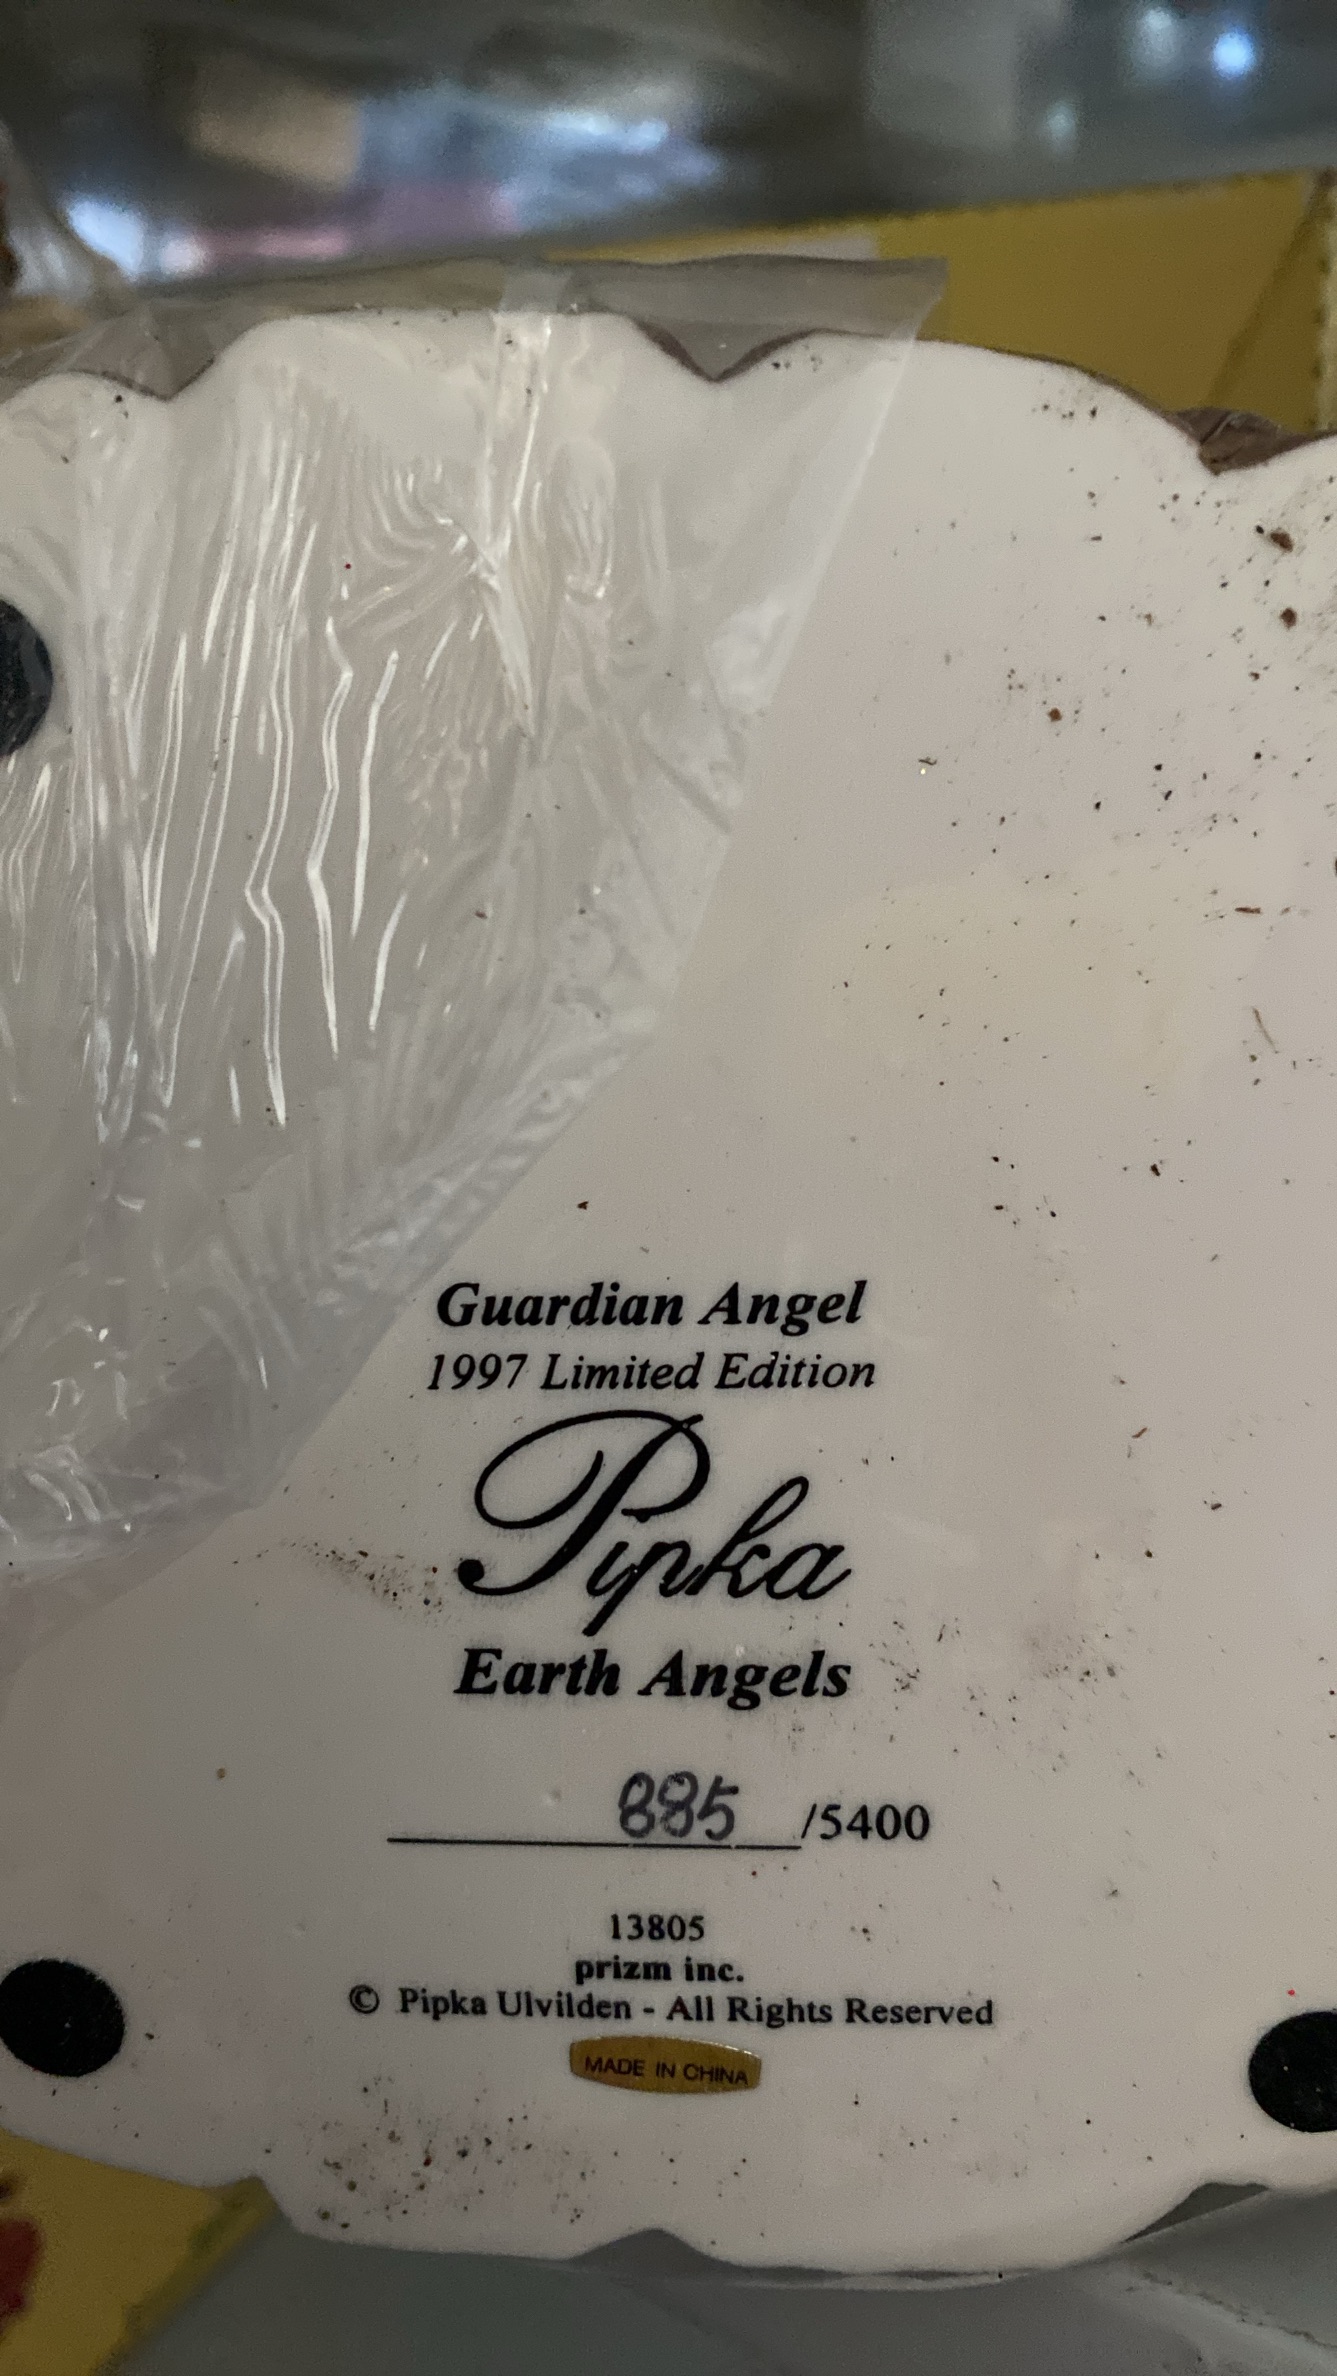 Guardian Angel
1997 Limited Edition
Pipka
Earth Angels
885 /5400
13805
prizm inc.
© Pipka Ulvilden - All Rights Reserved
MADE IN CHINA